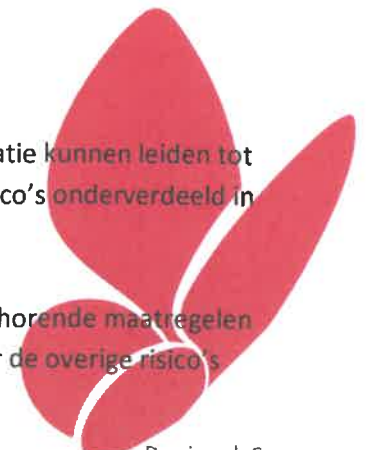 atie kunnen leiden tot
co's onderverdeeld in
horende maatregelen
de overige risico's